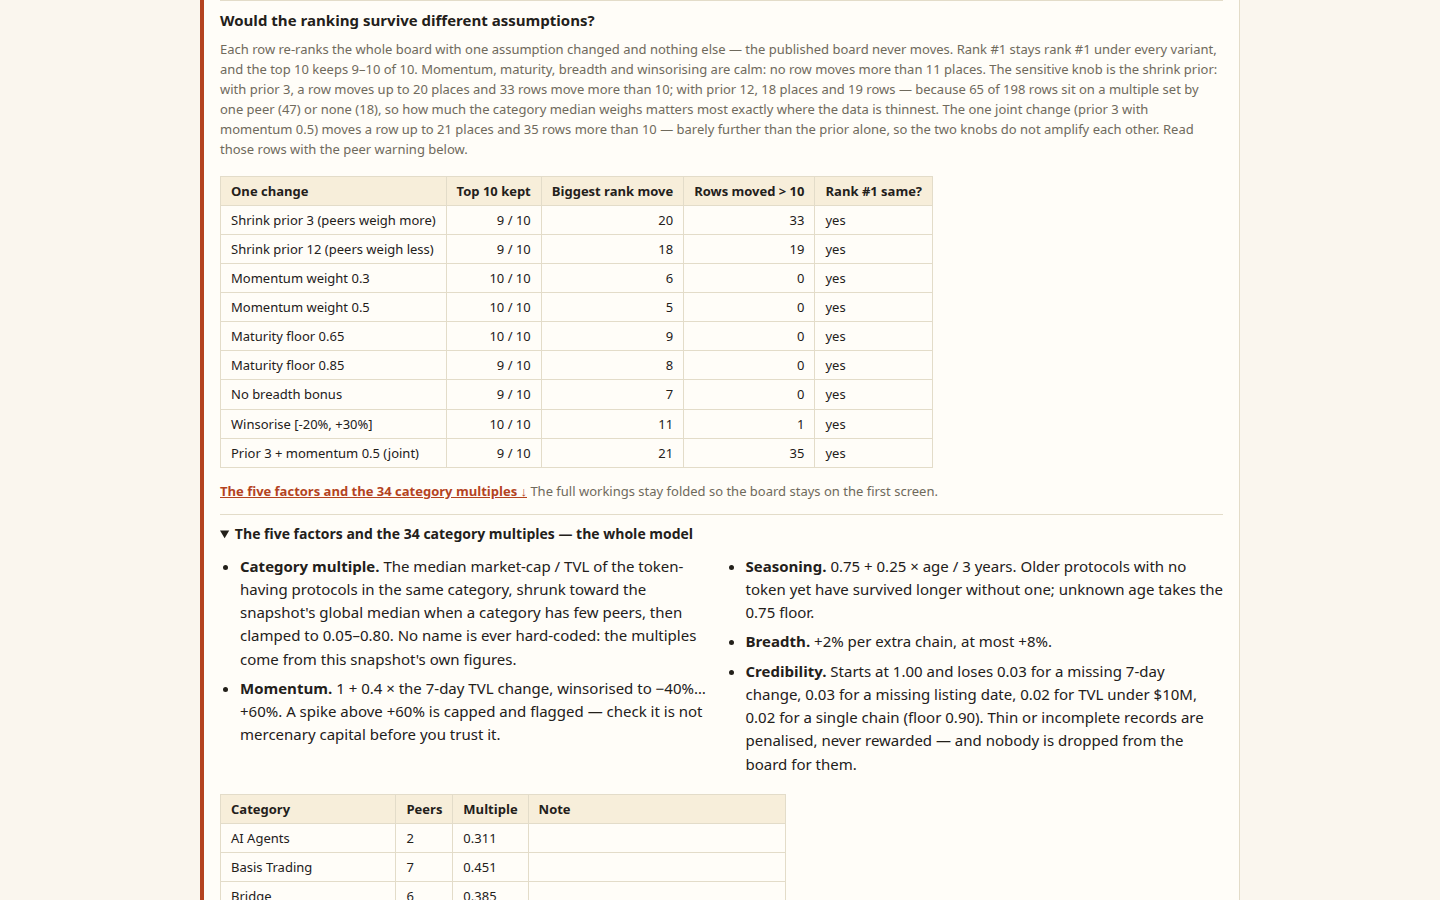 Would the ranking survive different assumptions?
Each row re-ranks the whole board with one assumption changed and nothing else — the published board never moves. Rank #1 stays rank #1 under every variant,
and the top 10 keeps 9–10 of 10. Momentum, maturity, breadth and winsorising are calm: no row moves more than 11 places. The sensitive knob is the shrink prior:
with prior 3, a row moves up to 20 places and 33 rows move more than 10; with prior 12, 18 places and 19 rows — because 65 of 198 rows sit on a multiple set by
one peer (47) or none (18), so how much the category median weighs matters most exactly where the data is thinnest. The one joint change (prior 3 with
momentum 0.5) moves a row up to 21 places and 35 rows more than 10 — barely further than the prior alone, so the two knobs do not amplify each other. Read
those rows with the peer warning below.
One change Top 10 kept Biggest rank move Rows moved > 10 Rank #1 same?
Shrink prior 3 (peers weigh more) 9 / 10 20 33 yes
Shrink prior 12 (peers weigh less) 9 / 10 18 19 yes
Momentum weight 0.3 10 / 10 6 0 yes
Momentum weight 0.5 10 / 10 5 0 yes
Maturity floor 0.65 10 / 10 9 0 yes
Maturity floor 0.85 9 / 10 8 0 yes
No breadth bonus 9 / 10 7 0 yes
Winsorise [-20%, +30%] 10 / 10 11 1 yes
Prior 3 + momentum 0.5 (joint) 9 / 10 21 35 yes
The five factors and the 34 category multiples ↓ The full workings stay folded so the board stays on the first screen.
▼ The five factors and the 34 category multiples — the whole model
• Category multiple. The median market-cap / TVL of the token-
having protocols in the same category, shrunk toward the
snapshot's global median when a category has few peers, then
clamped to 0.05–0.80. No name is ever hard-coded: the multiples
come from this snapshot's own figures.
• Momentum. 1 + 0.4 × the 7-day TVL change, winsorised to −40%…
+60%. A spike above +60% is capped and flagged — check it is not
mercenary capital before you trust it.
• Seasoning. 0.75 + 0.25 × age / 3 years. Older protocols with no
token yet have survived longer without one; unknown age takes the
0.75 floor.
• Breadth. +2% per extra chain, at most +8%.
• Credibility. Starts at 1.00 and loses 0.03 for a missing 7-day
change, 0.03 for a missing listing date, 0.02 for TVL under $10M,
0.02 for a single chain (floor 0.90). Thin or incomplete records are
penalised, never rewarded — and nobody is dropped from the
board for them.
Category Peers Multiple Note
AI Agents 2 0.311
Basis Trading 7 0.451
Bridge 6 0.385